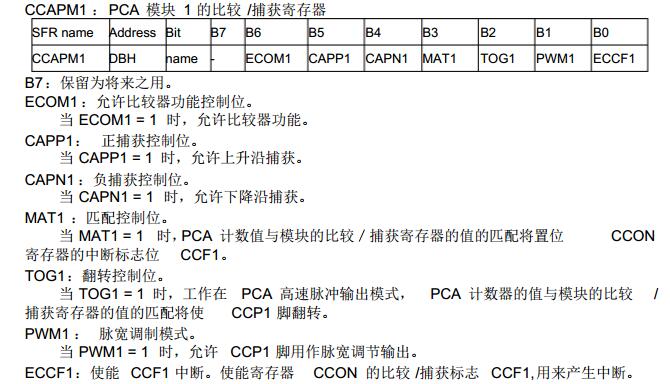 CCAPM1 : PCA 模块 1 的比较 /捕获寄存器
SFR name Address Bit B7 B6 B5 B4 B3 B2 B1 B0
CCAPM1 DBH name - ECOM1 CAPP1 CAPN1 MAT1 TOG1 PWM1 ECCF1
B7：保留为将来之用。
ECOM1：允许比较器功能控制位。
当 ECOM1 = 1 时，允许比较器功能。
CAPP1： 正捕获控制位。
当 CAPP1 = 1 时，允许上升沿捕获。
CAPN1：负捕获控制位。
当 CAPN1 = 1 时，允许下降沿捕获。
MAT1：匹配控制位。
当 MAT1 = 1 时，PCA 计数值与模块的比较 / 捕获寄存器的值的匹配将置位 CCON
寄存器的中断标志位 CCF1。
TOG1：翻转控制位。
当 TOG1 = 1 时，工作在 PCA 高速脉冲输出模式， PCA 计数器的值与模块的比较 /
捕获寄存器的值的匹配将使 CCP1 脚翻转。
PWM1： 脉宽调制模式。
当 PWM1 = 1 时，允许 CCP1 脚用作脉宽调节输出。
ECCF1：使能 CCF1 中断。使能寄存器 CCON 的比较 /捕获标志 CCF1,用来产生中断。